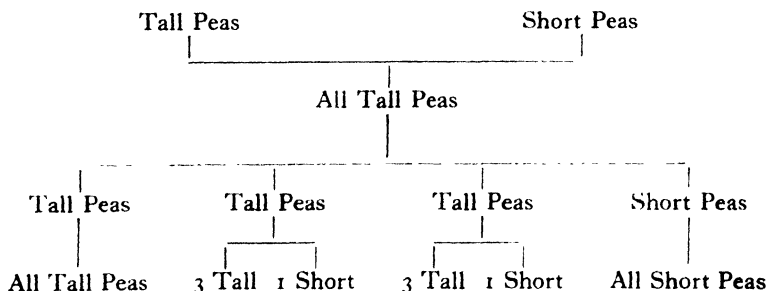 Tall Peas Short Peas
All Tall Peas
Tall Peas Tall Peas Tall Peas Short Peas
All Tall Peas 3 Tall 1 Short 3 Tall 1 Short All Short Peas